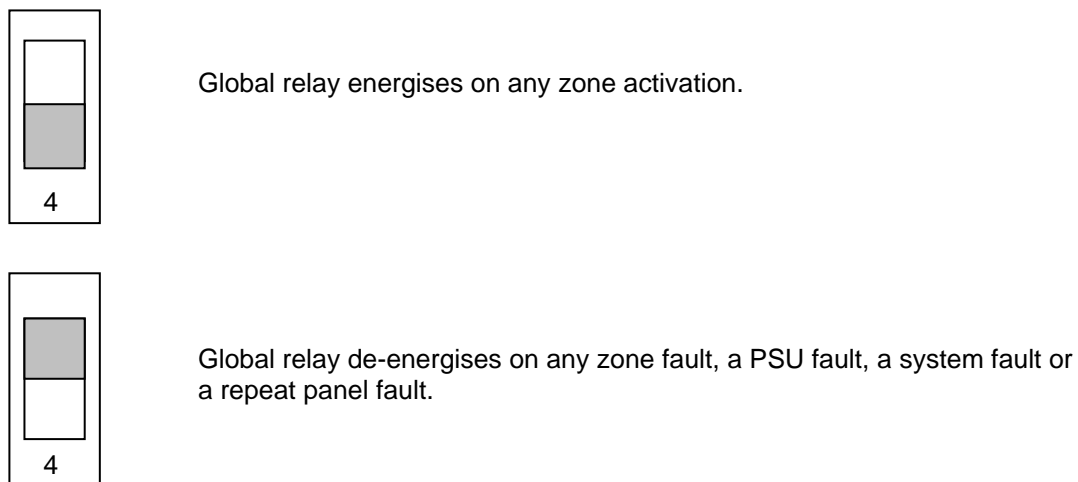 Global relay energises on any zone activation.
4
Global relay de-energises on any zone fault, a PSU fault, a system fault or
a repeat panel fault.
4